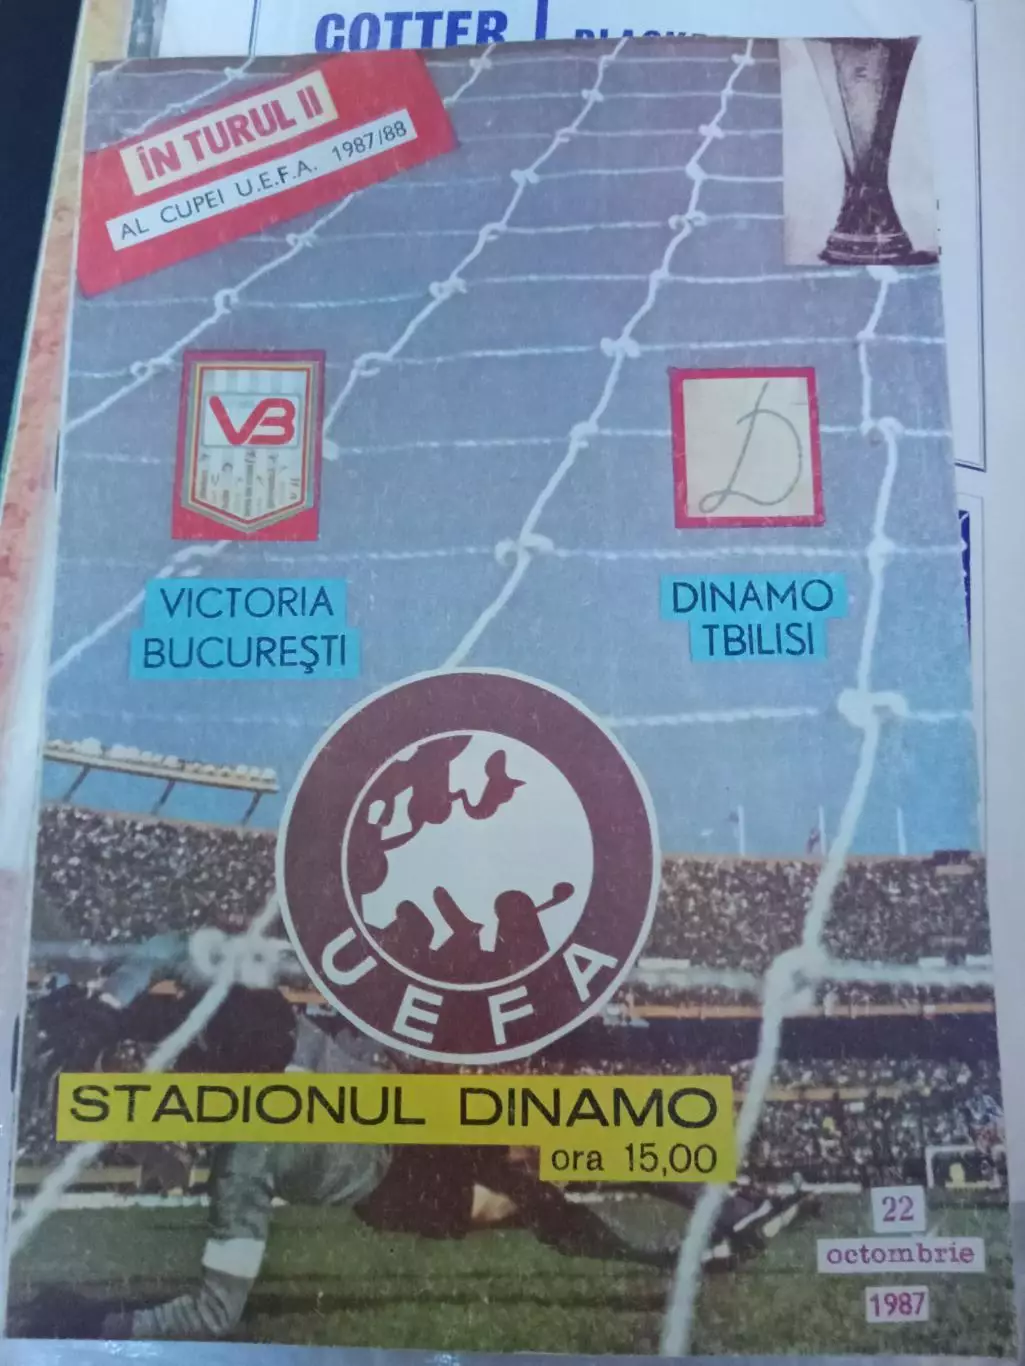 COTTER
ÎN TURUL II
AL CUPEI U.E.F.A. 1987/88
VB
D
VICTORIA
BUCUREȘTI
DINAMO
TBILISI
UEFA
STADIONUL DINAMO
ora 15,00
22
octombrie
1987